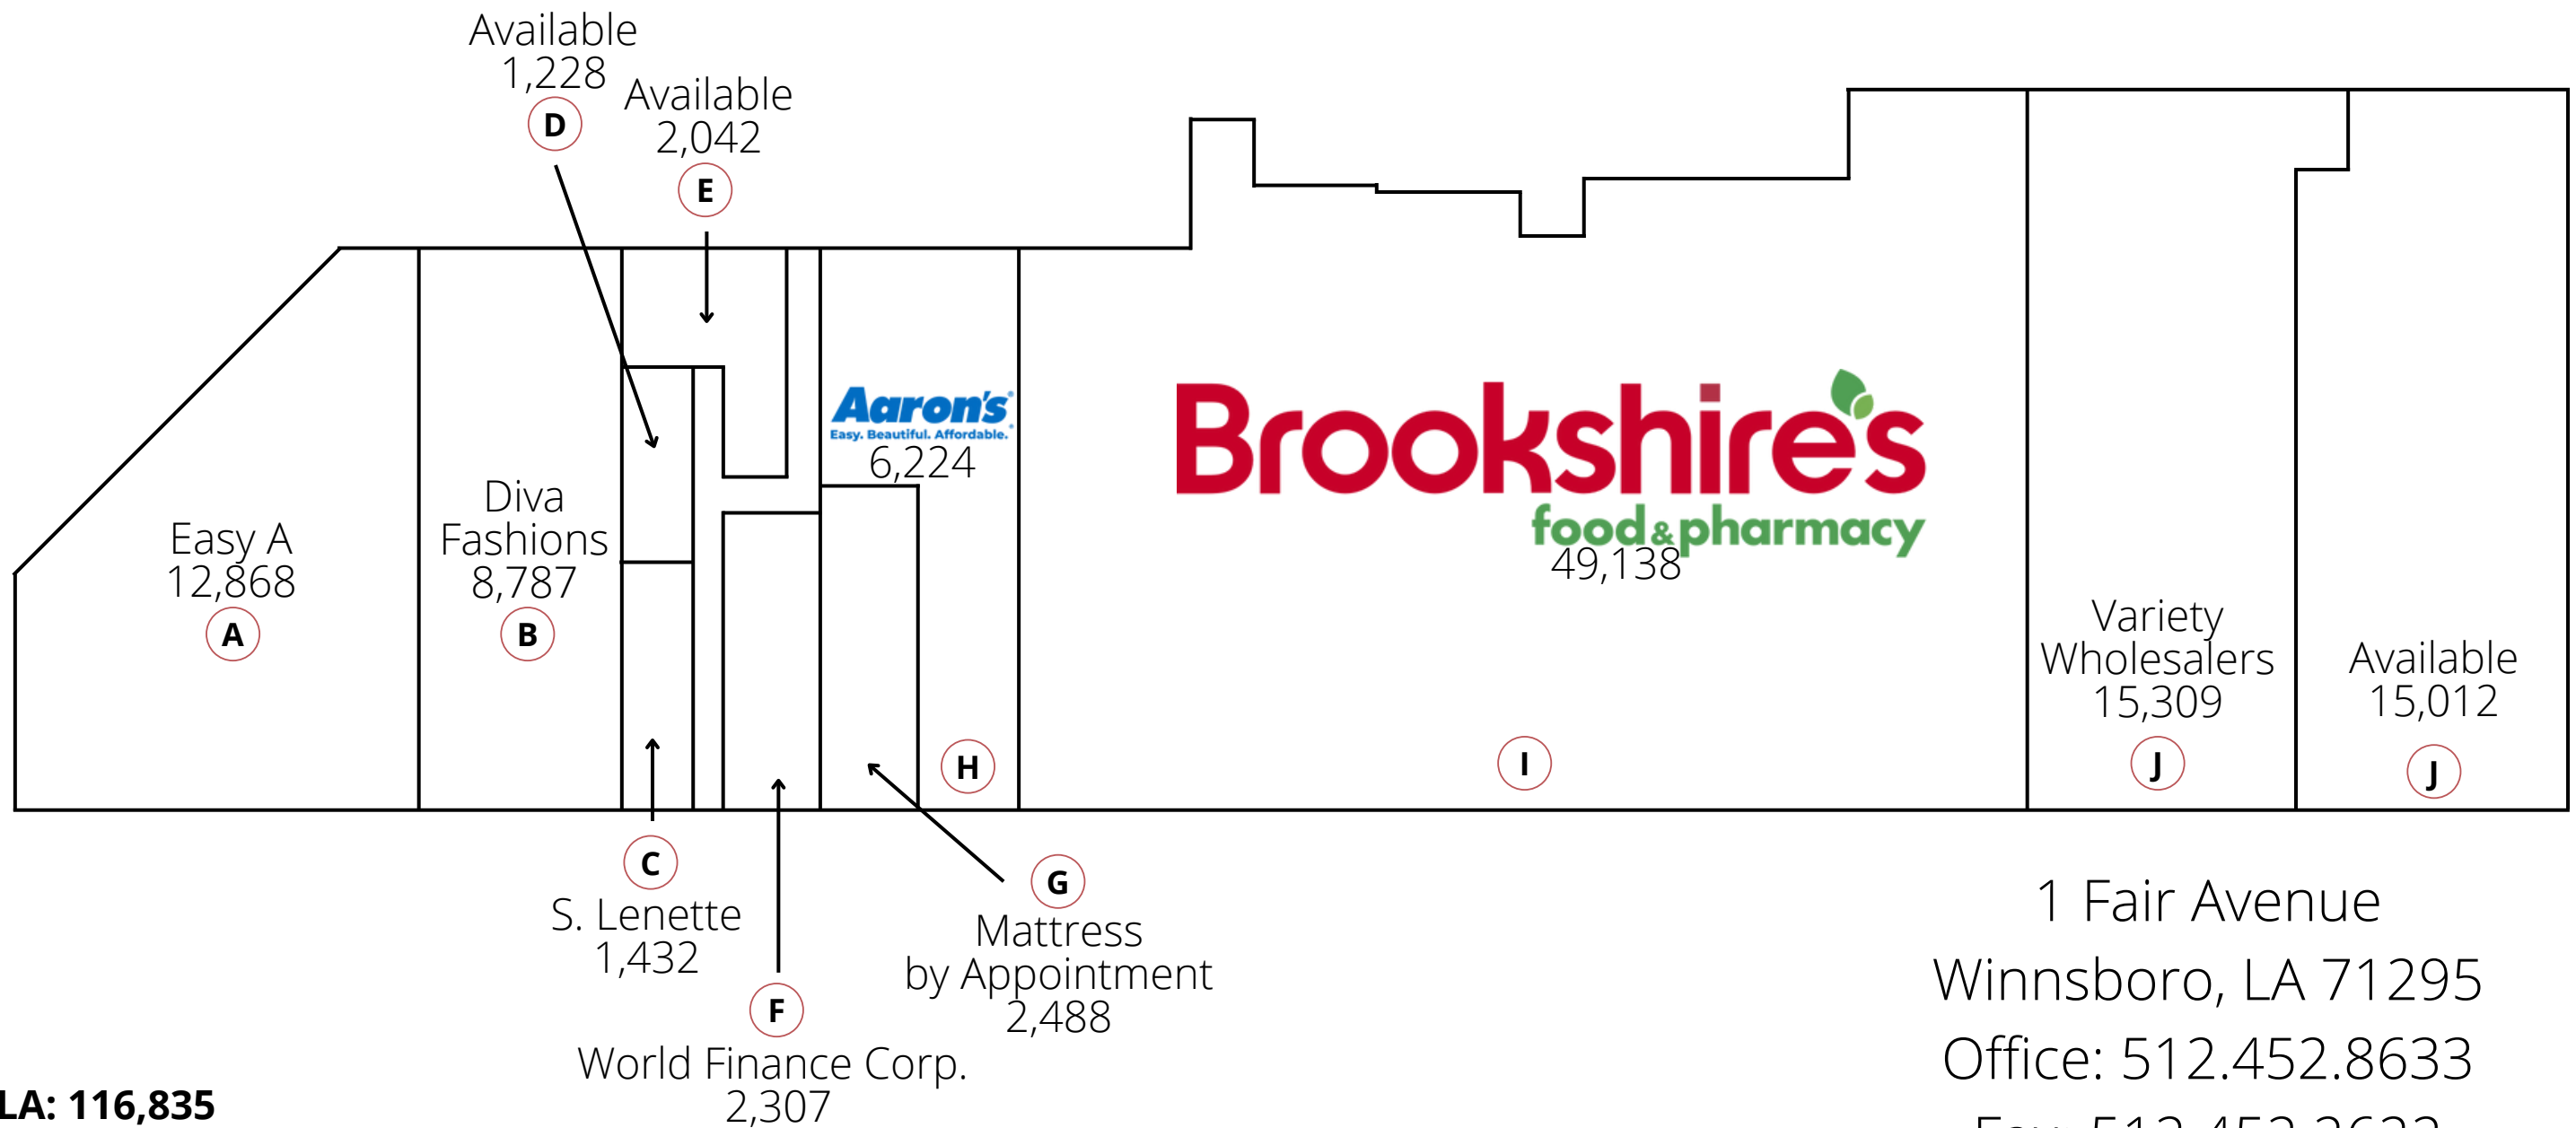 Available
1,228
D
Available
2,042
E
Aaron's®
Easy. Beautiful. Affordable.®
6,224
H
Brookshire's
food&pharmacy
49,138
I
Easy A
12,868
A
Diva
Fashions
8,787
B
Variety
Wholesalers
15,309
J
Available
15,012
J
C
S. Lenette
1,432
F
World Finance Corp.
2,307
G
Mattress
by Appointment
2,488
1 Fair Avenue
Winnsboro, LA 71295
Office: 512.452.8633
LA: 116,835